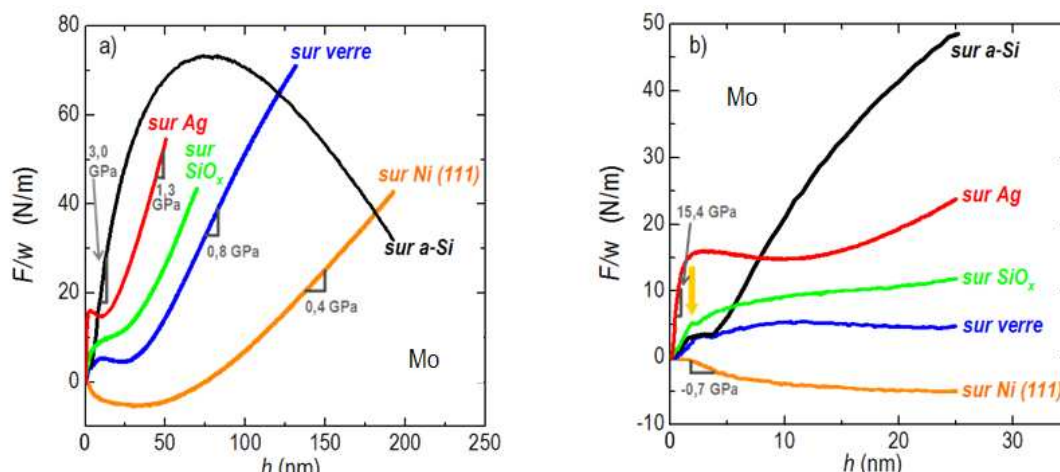 a)
F/w (N/m)
80
60
40
20
0
-10
0
50
100
150
200
250
h (nm)
sur verre
sur Ag
sur
SiOx
sur Ni (111)
sur a-Si
3,0
GPa
1,3
GPa
0,8 GPa
0,4 GPa
Mo
b)
F/w (N/m)
50
40
30
20
10
0
-10
0
10
20
30
h (nm)
Mo
sur a-Si
sur Ag
15,4 GPa
sur SiOx
sur verre
sur Ni (111)
-0,7 GPa